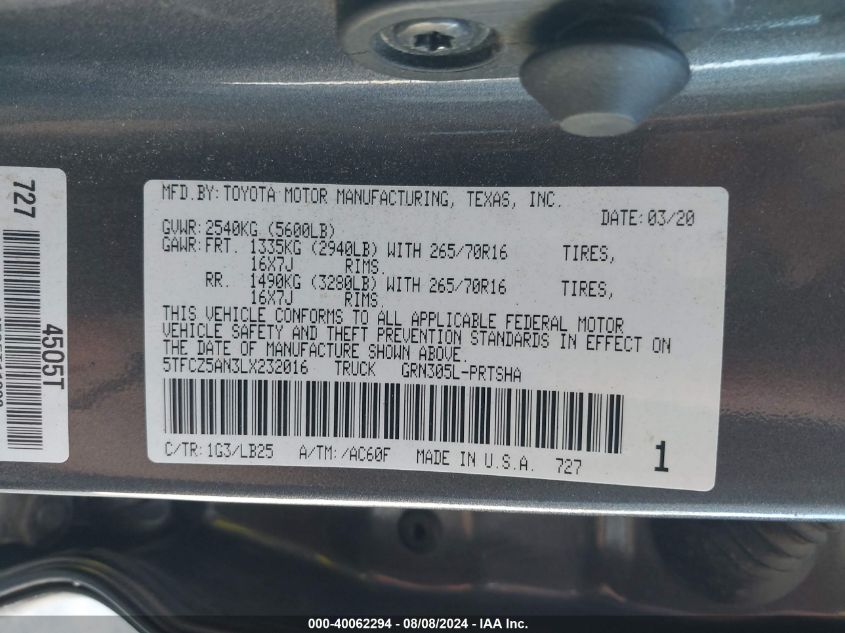 MFD.BY: TOYOTA MOTOR MANUFACTURING, TEXAS, INC.
DATE: 03/20
GVWR: 2540KG (5600LB)
GAWR: FRT. 1335KG (2940LB) WITH 265/70R16 TIRES,
16X7J RIMS.
RR. 1490KG (3280LB) WITH 265/70R16 TIRES,
16X7J RIMS.
THIS VEHICLE CONFORMS TO ALL APPLICABLE FEDERAL MOTOR
VEHICLE SAFETY AND THEFT PREVENTION STANDARDS IN EFFECT ON
THE DATE OF MANUFACTURE SHOWN ABOVE.
5TFCZ5AN3LX232016 TRUCK GRN305L-PRTSHA
C/TR: 1G3/LB25 A/TM: /AC60F MADE IN U.S.A. 727
1
727
4505T
000-40062294 - 08/08/2024 - IAA Inc.